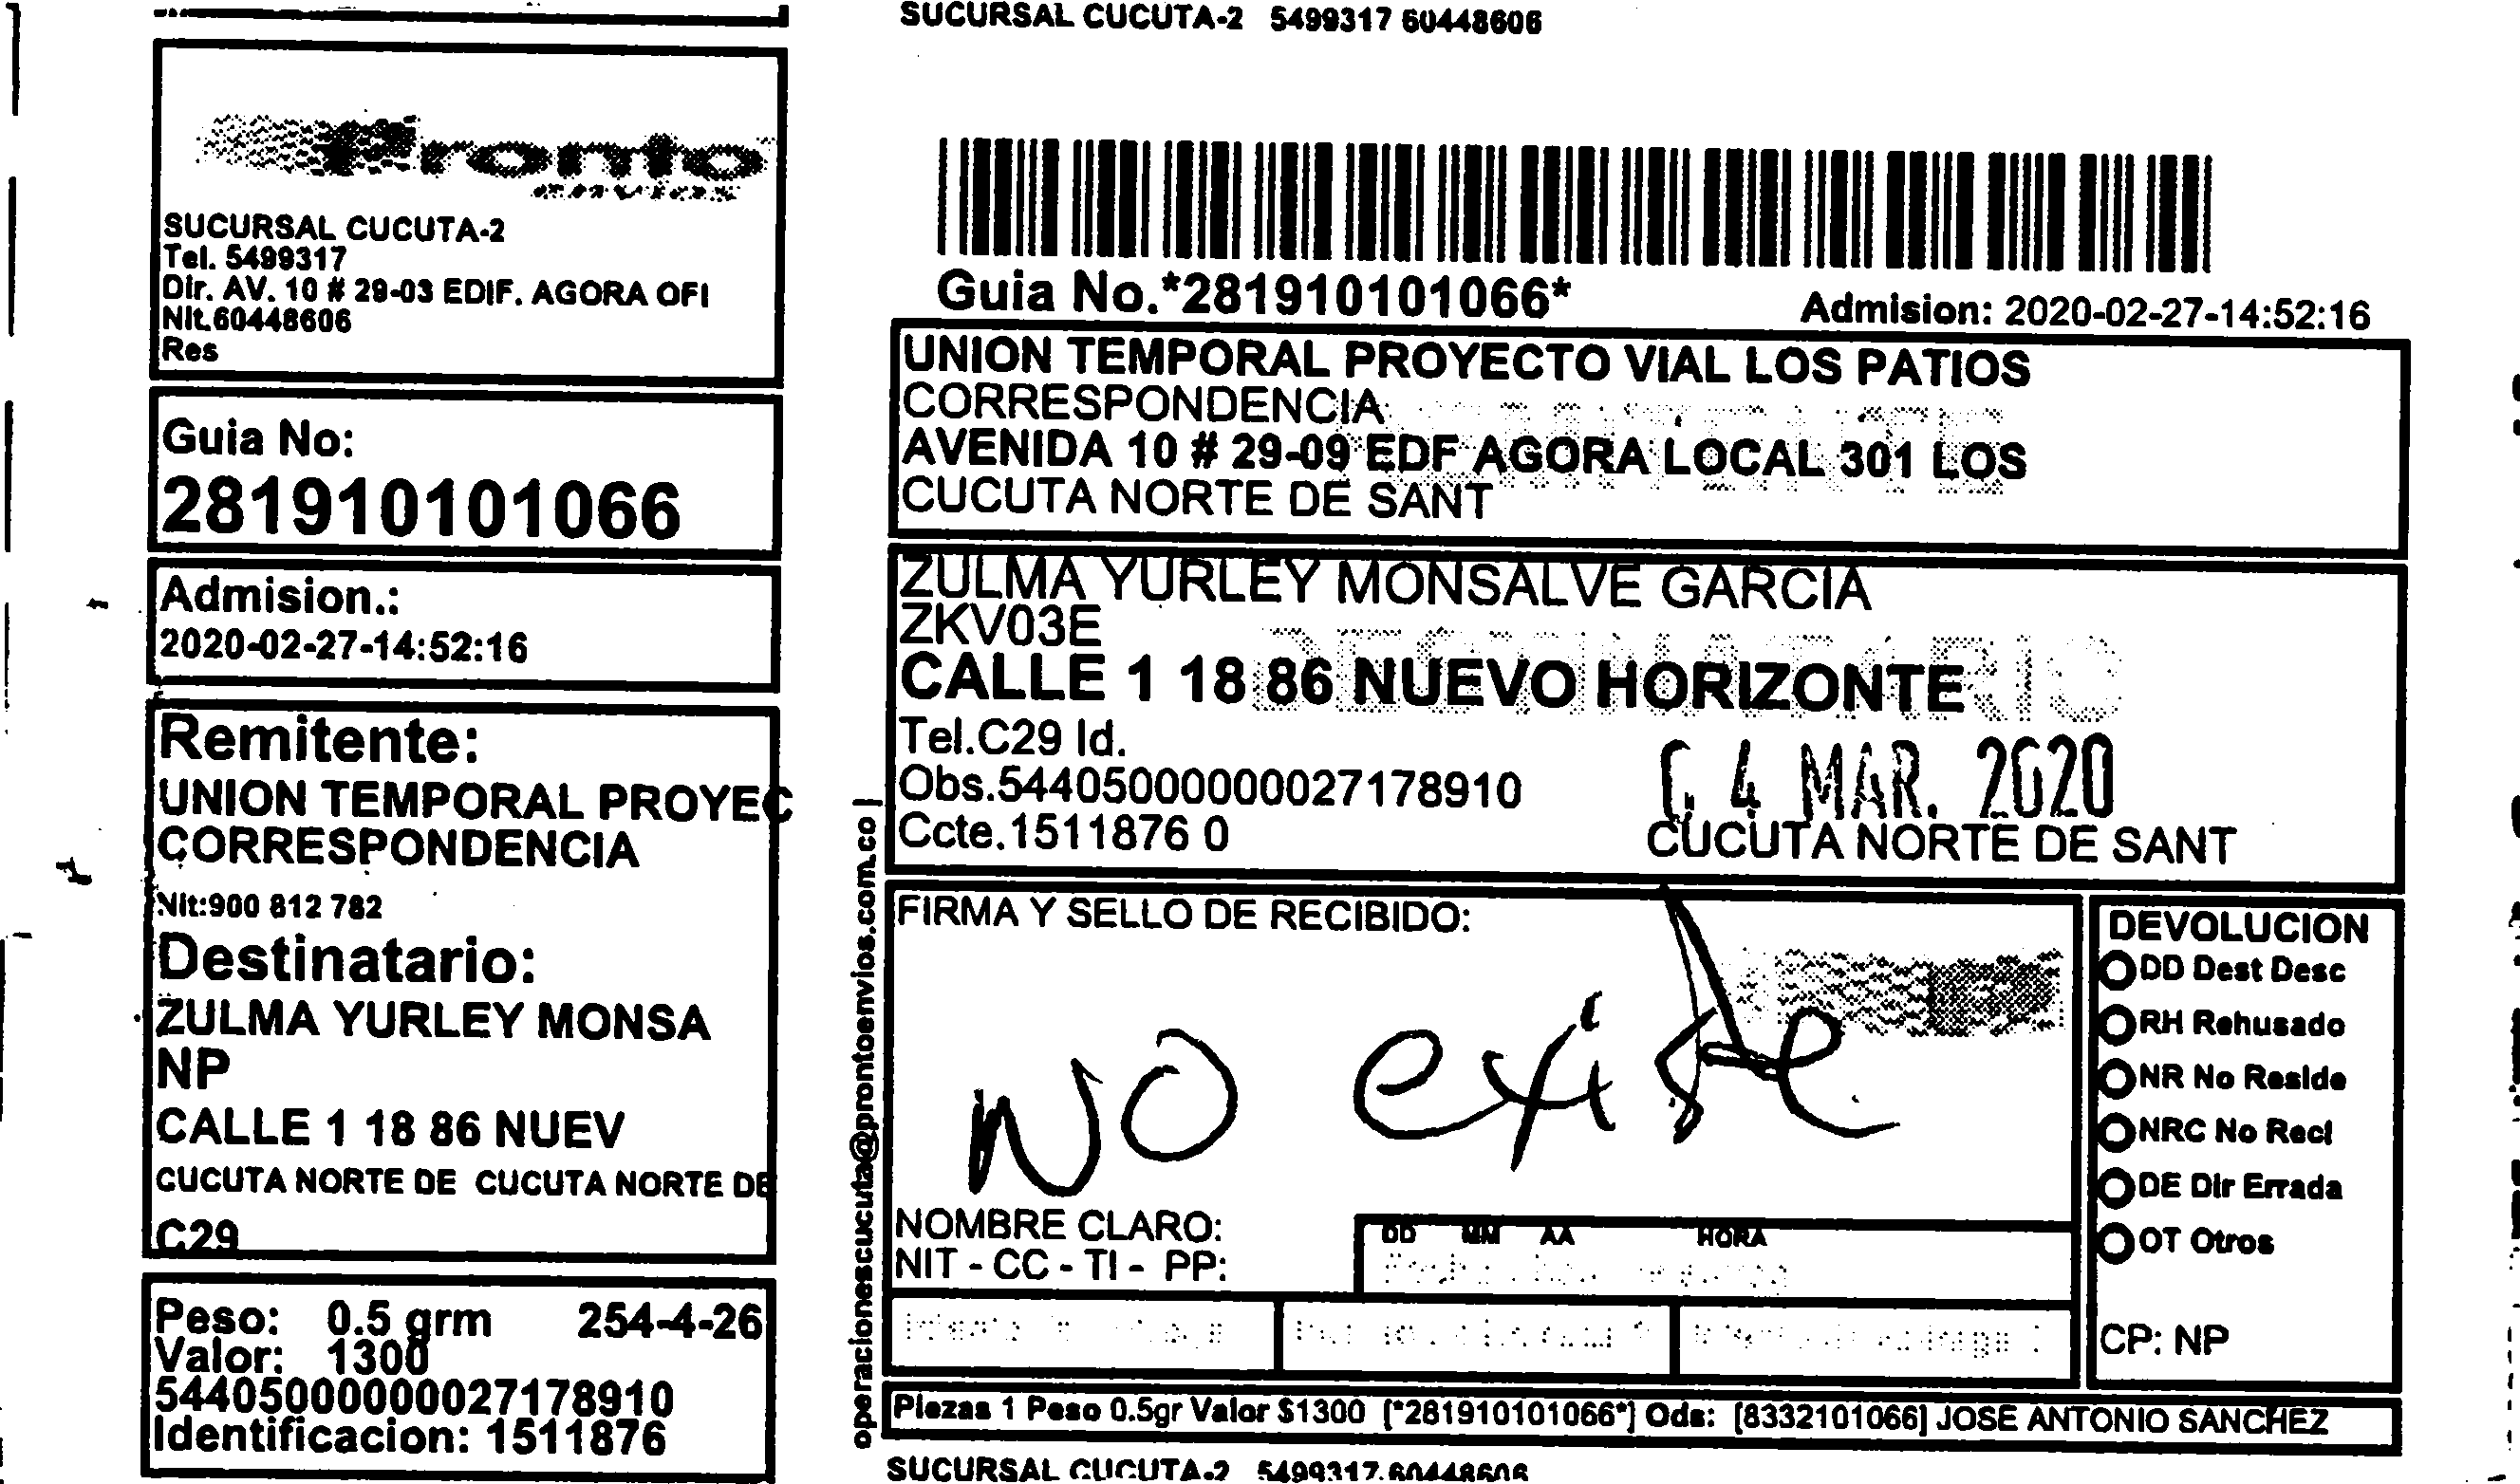 SUCURSAL CUCUTA-2 5499317 60448606
Pronto
envios
SUCURSAL CUCUTA-2
Tel. 5499317
Dir. AV. 10 # 29-03 EDIF. AGORA OFI
Nit.60448606
Res
Guia No:
281910101066
Admision.:
2020-02-27-14:52:16
Remitente:
UNION TEMPORAL PROYEC
CORRESPONDENCIA
Nit:900 812 782
Destinatario:
ZULMA YURLEY MONSA
NP
CALLE 1 18 86 NUEV
CUCUTA NORTE DE CUCUTA NORTE DE
C29
Peso: 0.5 grm 254-4-26
Valor: 1300
544050000000027178910
Identificacion: 1511876
operacionescucuta@prontoenvios.com.co |
Guia No.*281910101066*
Admision: 2020-02-27-14:52:16
UNION TEMPORAL PROYECTO VIAL LOS PATIOS
CORRESPONDENCIA
AVENIDA 10 # 29-09 EDF AGORA LOCAL 301 LOS
CUCUTA NORTE DE SANT
REMITENTE
ZULMA YURLEY MONSALVE GARCIA
ZKV03E
CALLE 1 18 86 NUEVO HORIZONTE
DESTINATARIO
Tel.C29 Id.
Obs.544050000000027178910
Ccte.1511876 0
04 MAR. 2020
CUCUTA NORTE DE SANT
FIRMA Y SELLO DE RECIBIDO:
NO existe
NOMBRE CLARO:
NIT - CC - TI - PP:
DD MM AA HORA
DEVOLUCION
DD Dest Desc
RH Rehusado
NR No Reside
NRC No Recl
DE Dir Errada
OT Otros
CP: NP
Piezas 1 Peso 0.5gr Valor $1300 [*281910101066*] Ods: [8332101066] JOSE ANTONIO SANCHEZ
SUCURSAL CUCUTA-2 5499317 60448606